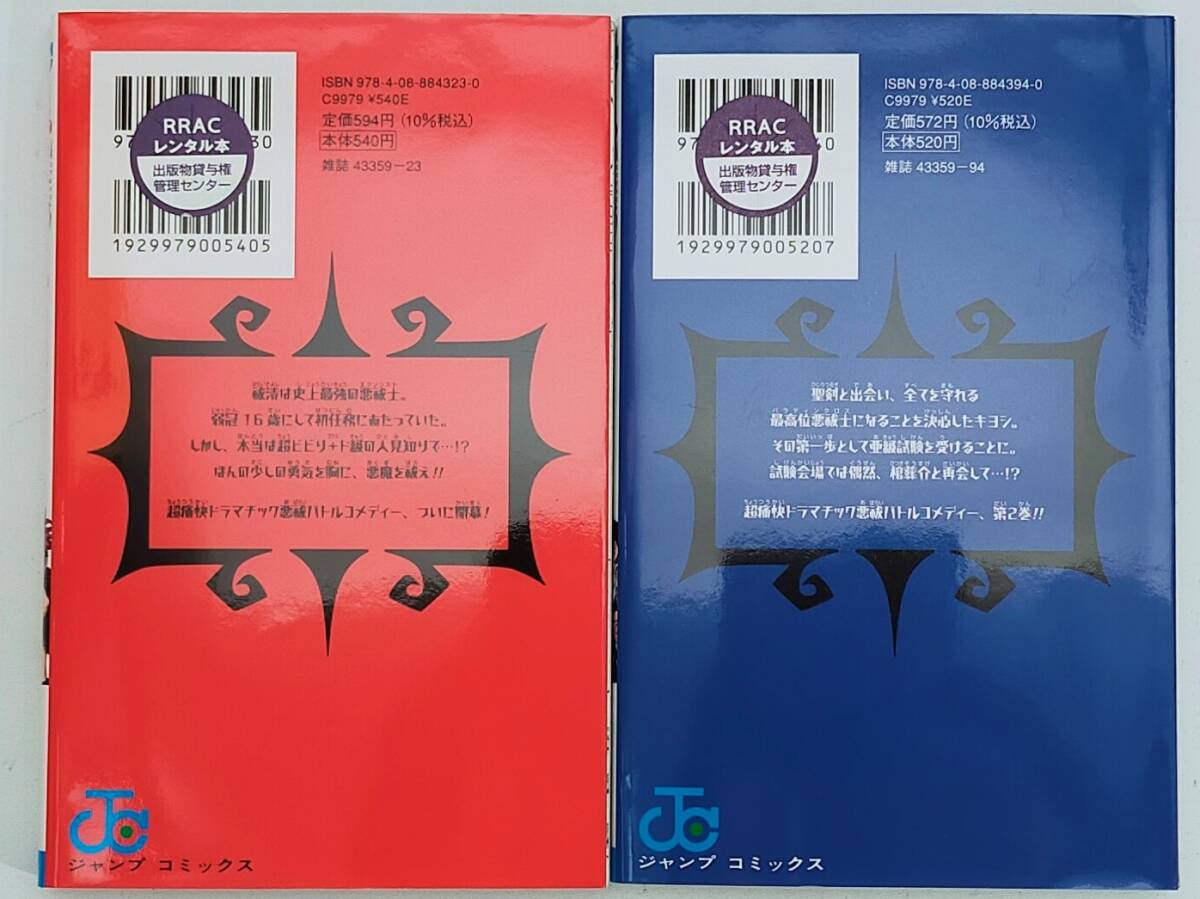 ISBN 978-4-08-884323-0
C9979 ¥540E
定価594円(10%税込)
本体540円
雑誌 43359-23
RRAC
レンタル本
出版物貸与権
管理センター
1929979005405
祓清は史上最強の悪祓士。
弱冠16歳にして初任務にあたっていた。
しかし、本当は超ビビリ+ド級の人見知りで…!?
ほんの少しの勇気を胸に、悪魔を祓え!!
超痛快ドラマチック悪祓バトルコメディー、ついに開幕!
ジャンプ コミックス
ISBN 978-4-08-884394-0
C9979 ¥520E
定価572円(10%税込)
本体520円
雑誌 43359-94
RRAC
レンタル本
出版物貸与権
管理センター
1929979005207
聖剣と出会い、全てを守れる
最高位悪祓士になることを決心したキヨシ。
その第一歩として亜級試験を受けることに。
試験会場では偶然、棺葬介と再会して…!?
超痛快ドラマチック悪祓バトルコメディー、第2巻!!
ジャンプ コミックス